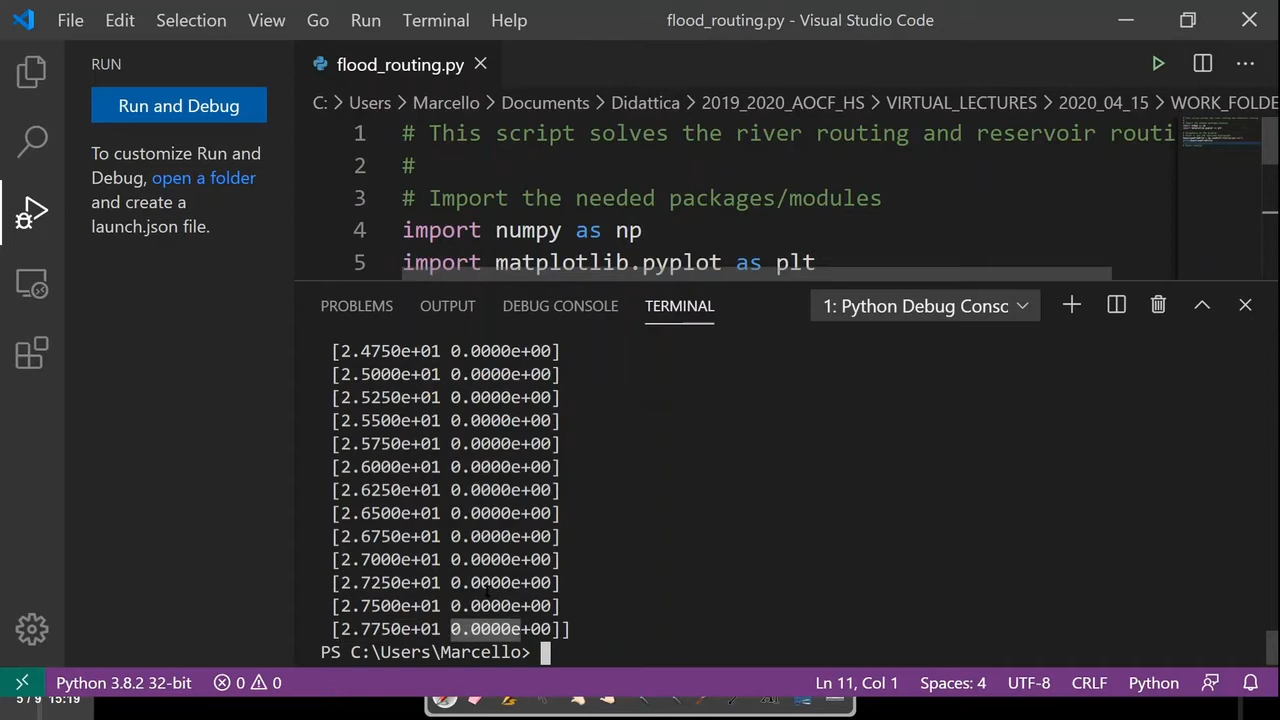 File Edit Selection View Go Run Terminal Help flood_routing.py - Visual Studio Code
RUN
flood_routing.py
Run and Debug
C: > Users > Marcello > Documents > Didattica > 2019_2020_AOCF_HS > VIRTUAL_LECTURES > 2020_04_15 > WORK_FOLDE
To customize Run and
Debug, open a folder
and create a
launch.json file.
1 # This script solves the river routing and reservoir routi
2 #
3 # Import the needed packages/modules
4 import numpy as np
5 import matplotlib.pyplot as plt
PROBLEMS OUTPUT DEBUG CONSOLE TERMINAL 1: Python Debug Consc
[2.4750e+01 0.0000e+00]
[2.5000e+01 0.0000e+00]
[2.5250e+01 0.0000e+00]
[2.5500e+01 0.0000e+00]
[2.5750e+01 0.0000e+00]
[2.6000e+01 0.0000e+00]
[2.6250e+01 0.0000e+00]
[2.6500e+01 0.0000e+00]
[2.6750e+01 0.0000e+00]
[2.7000e+01 0.0000e+00]
[2.7250e+01 0.0000e+00]
[2.7500e+01 0.0000e+00]
[2.7750e+01 0.0000e+00]]
PS C:\Users\Marcello>
Python 3.8.2 32-bit 0 0 Ln 11, Col 1 Spaces: 4 UTF-8 CRLF Python
5 / 9 15:19